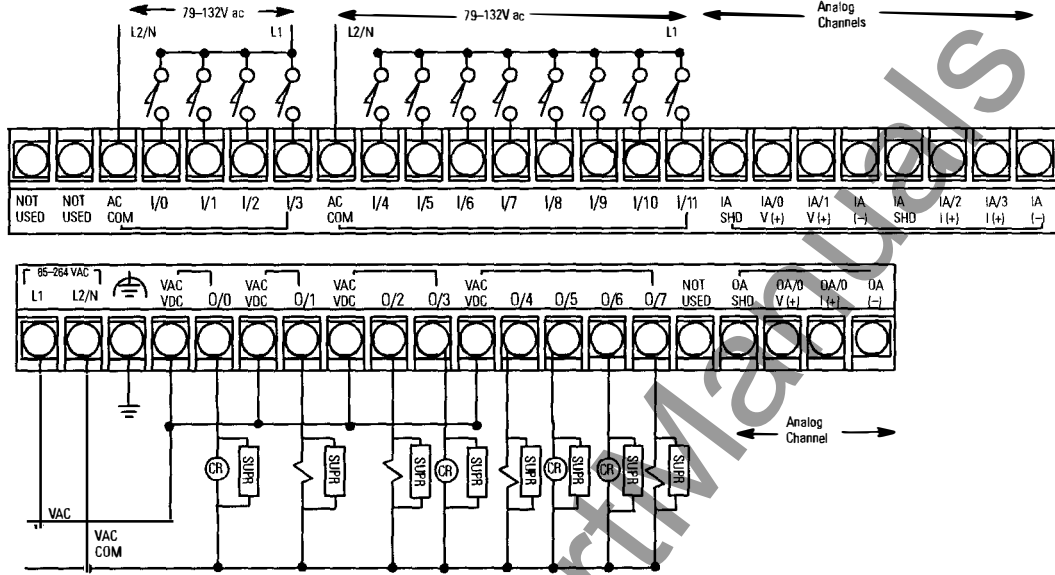 79–132V ac
79–132V ac
Analog
Channels
L2/N
L1
L2/N
L1
NOT USED
NOT USED
AC COM
I/0
I/1
I/2
I/3
AC COM
I/4
I/5
I/6
I/7
I/8
I/9
I/10
I/11
IA SHD
IA/0 V (+)
IA/1 V (+)
IA (–)
IA SHD
IA/2 I (+)
IA/3 I (+)
IA (–)
85–264 VAC
L1
L2/N
VAC VDC
O/0
VAC VDC
O/1
VAC VDC
O/2
O/3
VAC VDC
O/4
O/5
O/6
O/7
NOT USED
OA SHD
OA/0 V (+)
OA/0 I (+)
OA (–)
Analog
Channel
CR
SUPR
SUPR
SUPR
CR
SUPR
SUPR
CR
SUPR
CR
SUPR
SUPR
VAC
VAC
COM
rtManuals